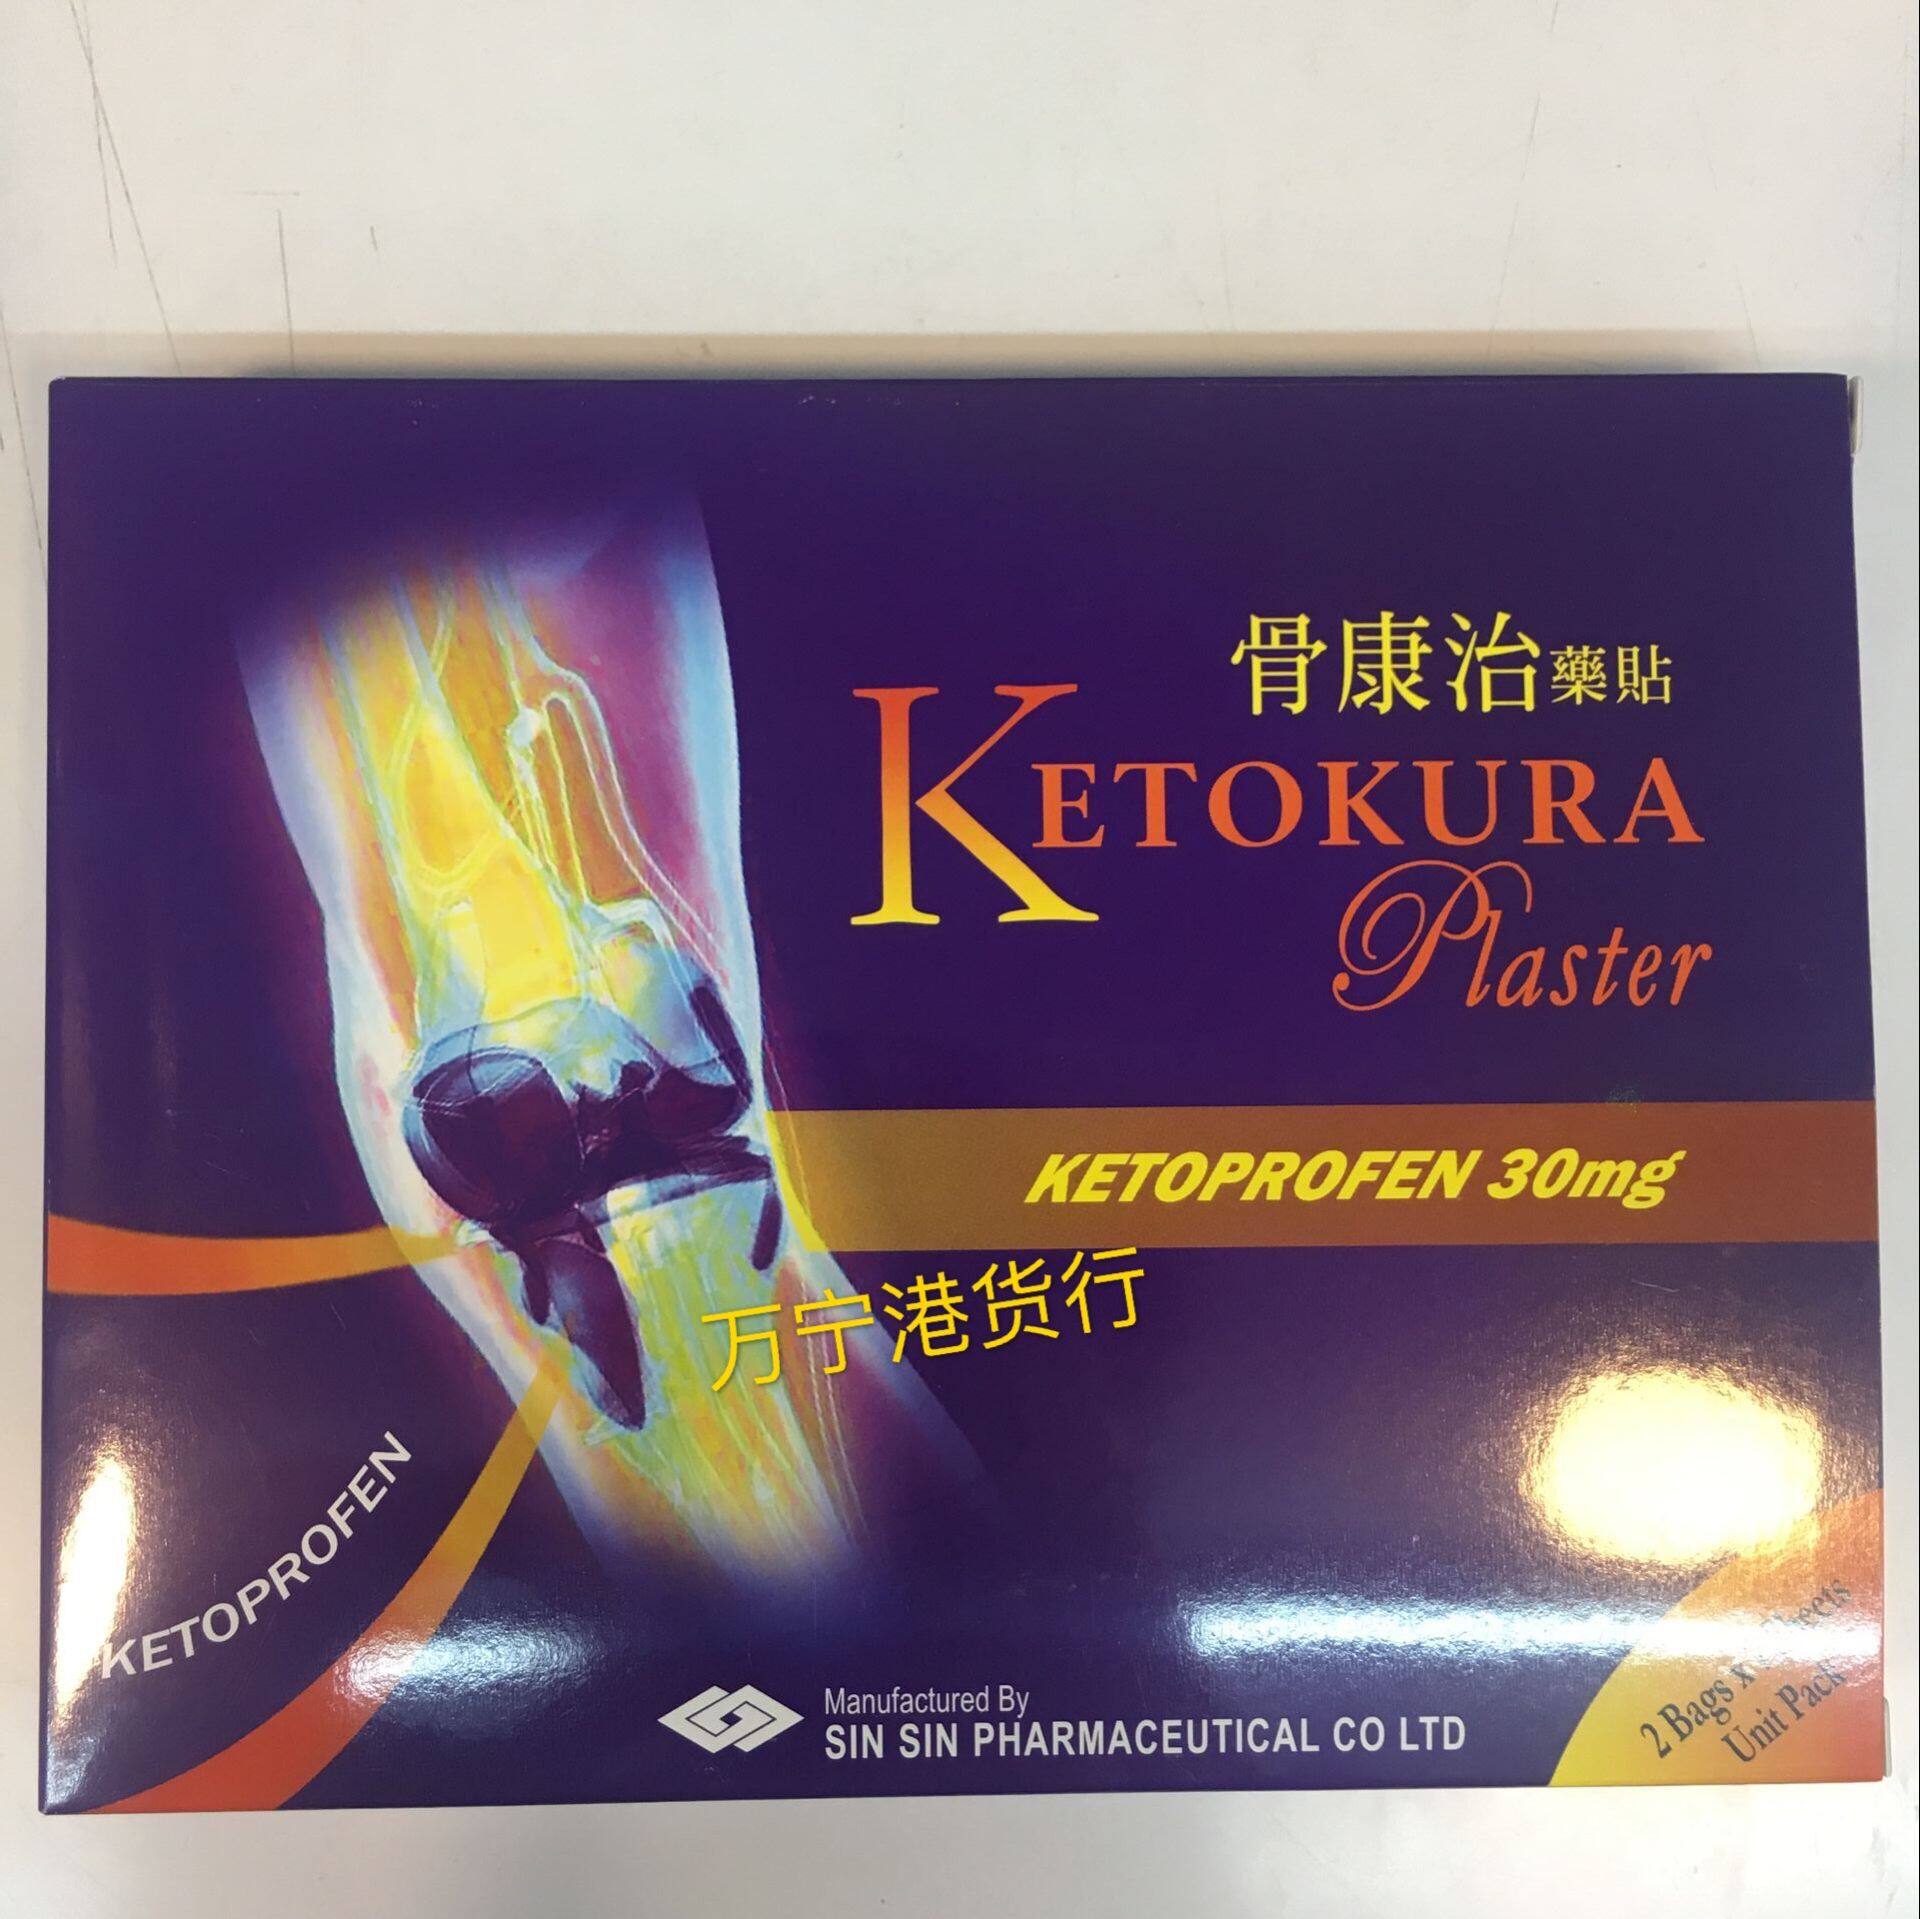 骨康治藥貼
KETOKURA
Plaster
KETOPROFEN 30mg
万宁港货行
KETOPROFEN
Manufactured By
SIN SIN PHARMACEUTICAL CO LTD
2 Bags x
Unit Pack